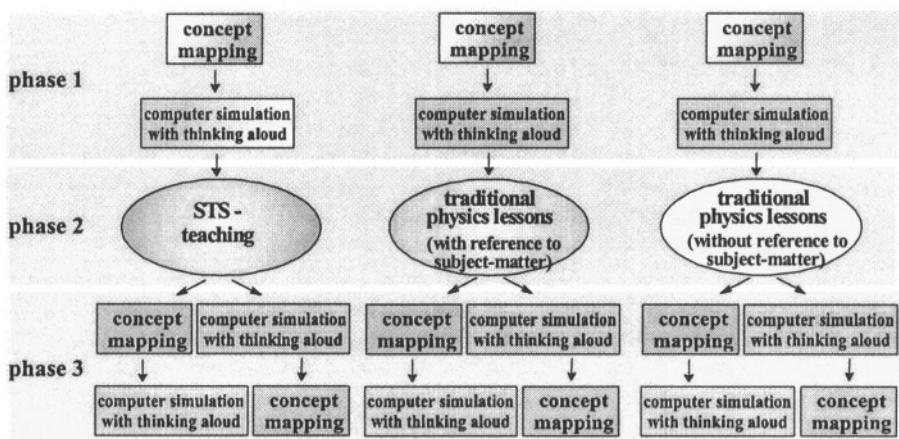 concept
mapping
concept
mapping
concept
mapping
phase 1
computer simulation
with thinking aloud
computer simulation
with thinking aloud
computer simulation
with thinking aloud
phase 2
STS -
teaching
traditional
physics lessons
(with reference to
subject-matter)
traditional
physics lessons
(without reference to
subject-matter)
phase 3
concept
mapping
computer simulation
with thinking aloud
concept
mapping
computer simulation
with thinking aloud
concept
mapping
computer simulation
with thinking aloud
computer simulation
with thinking aloud
concept
mapping
computer simulation
with thinking aloud
concept
mapping
computer simulation
with thinking aloud
concept
mapping